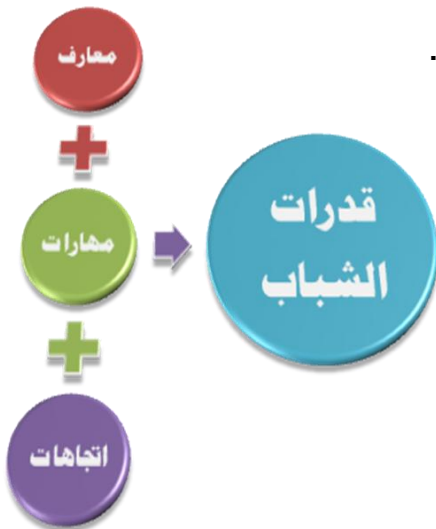 معارف
مهارات
اتجاهات
قدرات
الشباب
.